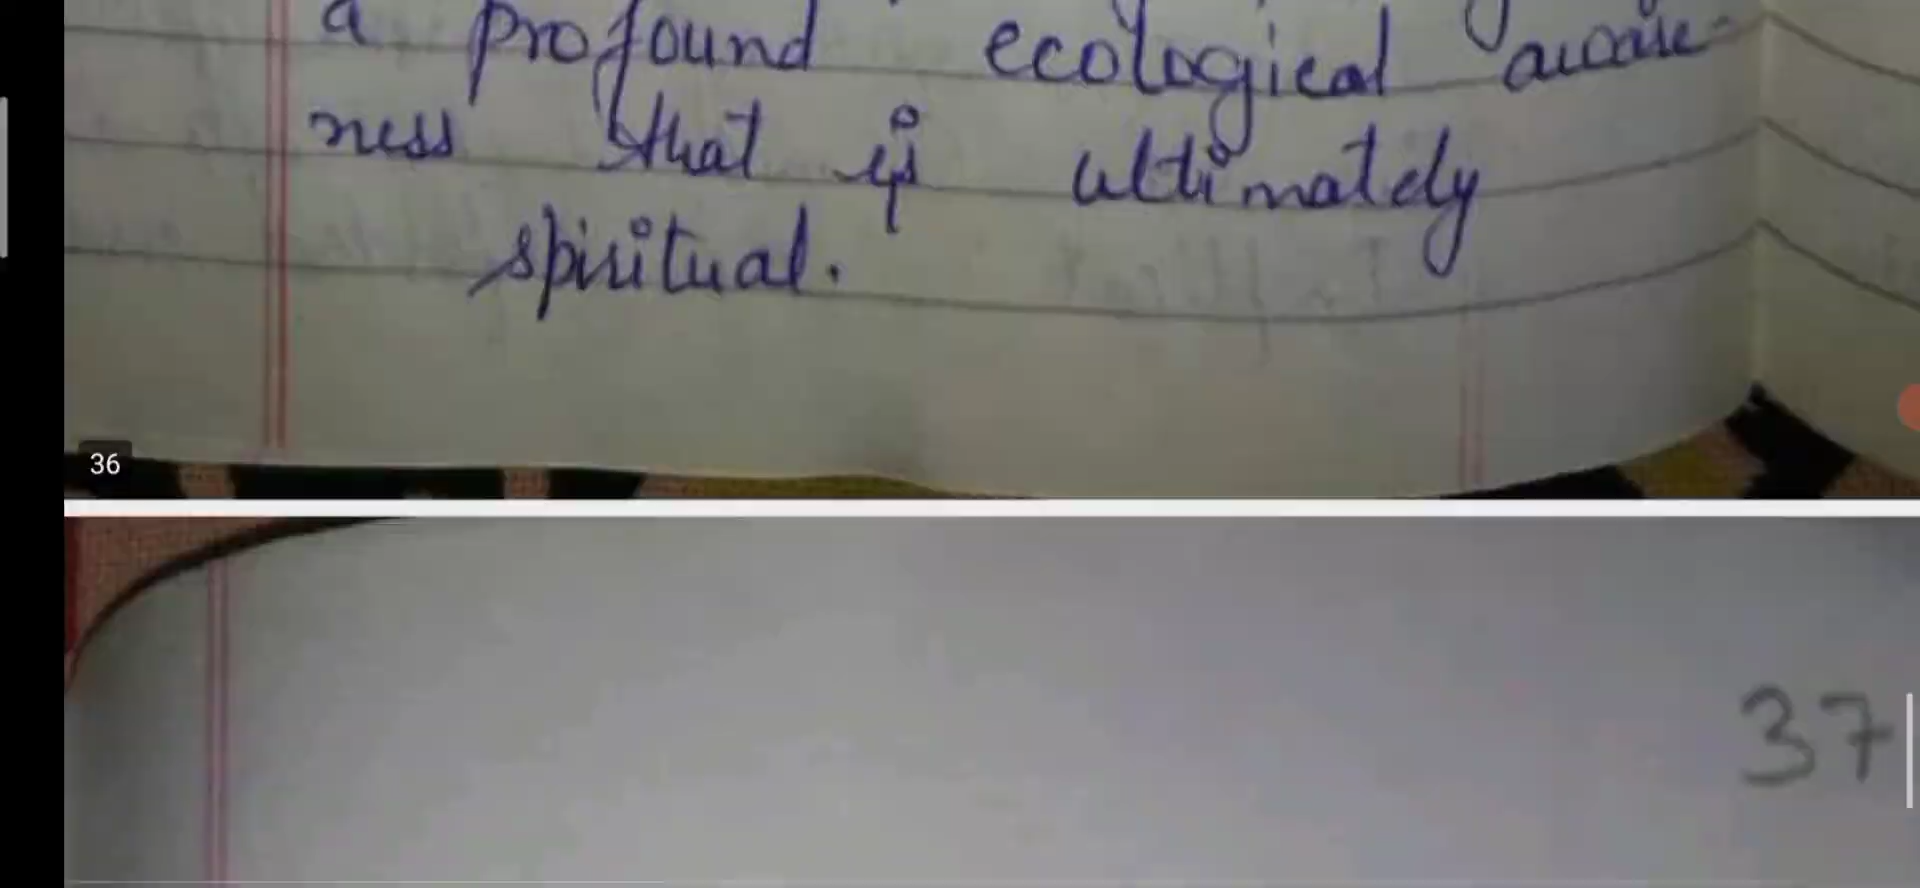 a profound ecological aware-
ness that is ultimately
spiritual.
36
37